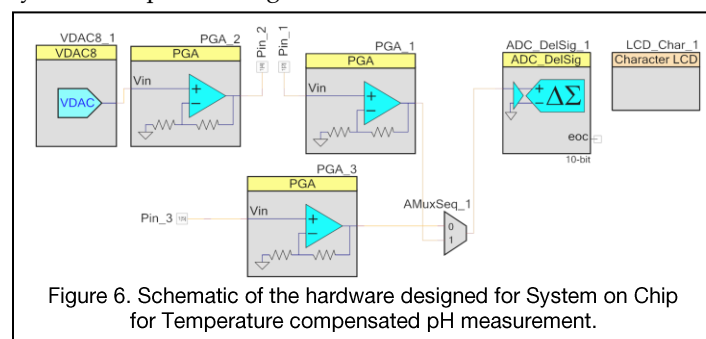 VDAC8_1
VDAC8
VDAC
PGA_2
PGA
Vin
Pin_2
Pin_1
PGA_1
PGA
Vin
ADC_DelSig_1
ADC_DelSig
ΔΣ
eoc
10-bit
LCD_Char_1
Character LCD
PGA_3
PGA
Pin_3
Vin
AMuxSeq_1
0
1
Figure 6. Schematic of the hardware designed for System on Chip
for Temperature compensated pH measurement.